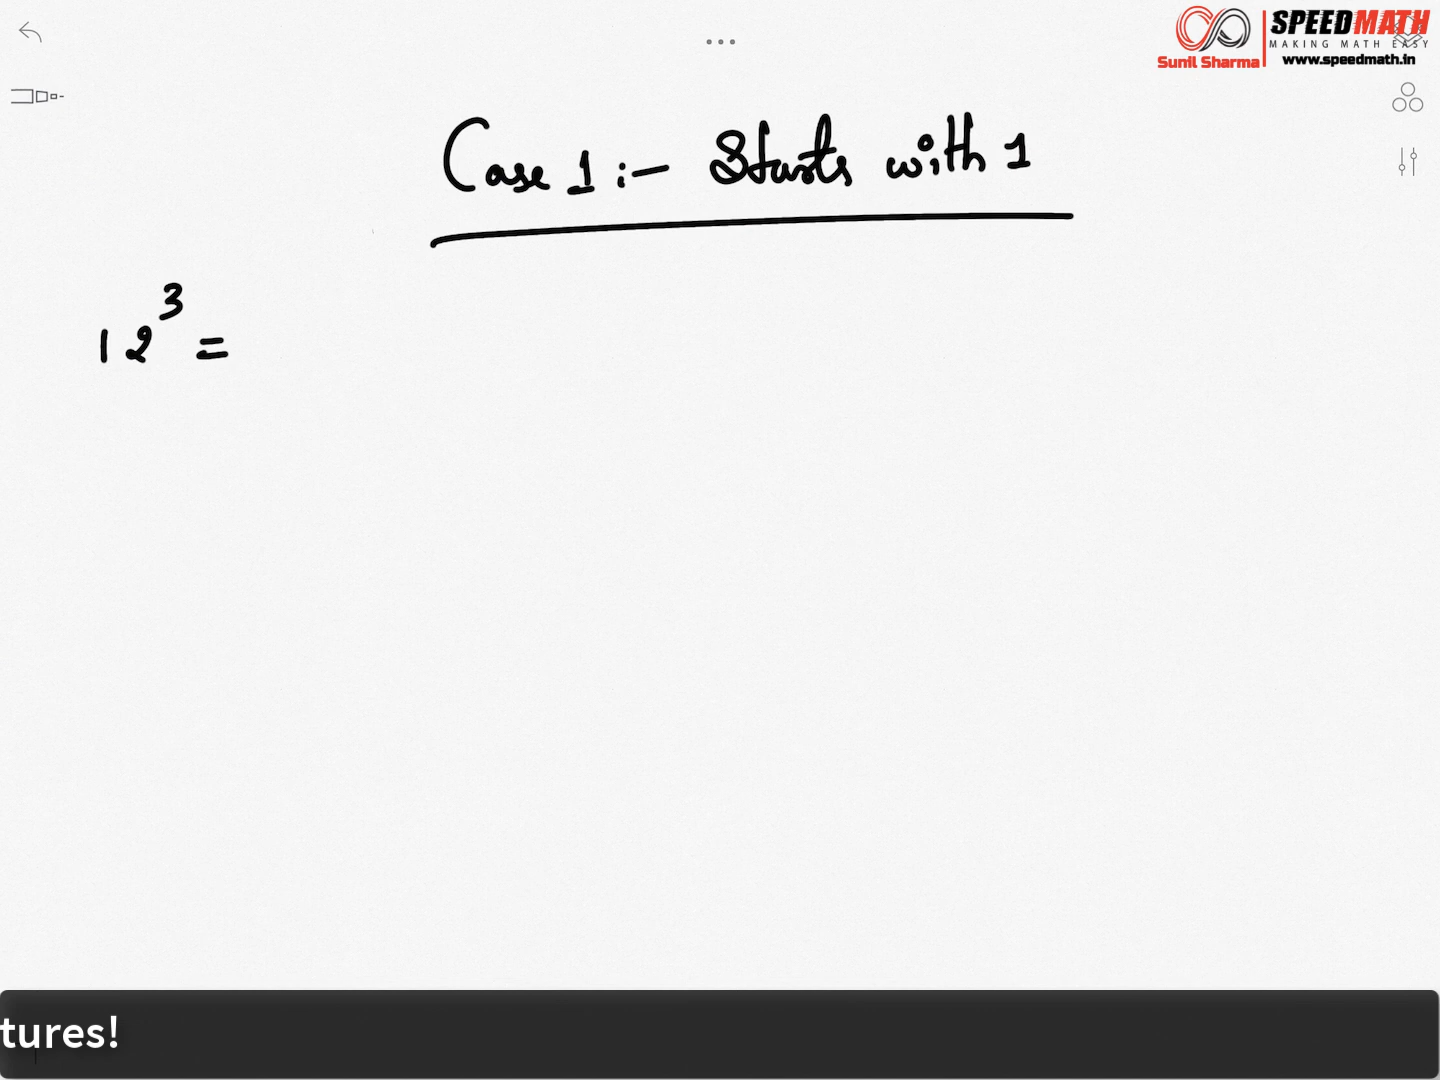 SPEEDMATH
MAKING MATH EASY
Sunil Sharma
www.speedmath.in
Case 1 :- Starts with 1
12³ =
tures!